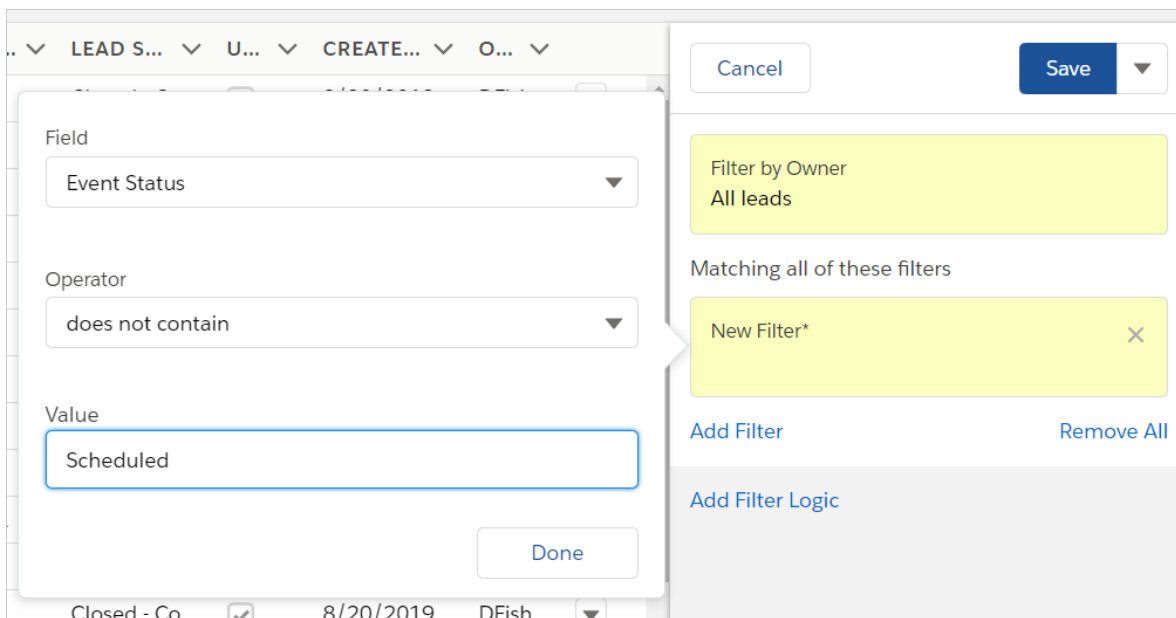 LEAD S... U... CREATE... O...
Cancel
Save
Field
Event Status
Operator
does not contain
Value
Scheduled
Done
Filter by Owner
All leads
Matching all of these filters
New Filter*
Add Filter
Remove All
Add Filter Logic
Closed - Co 8/20/2019 DFish